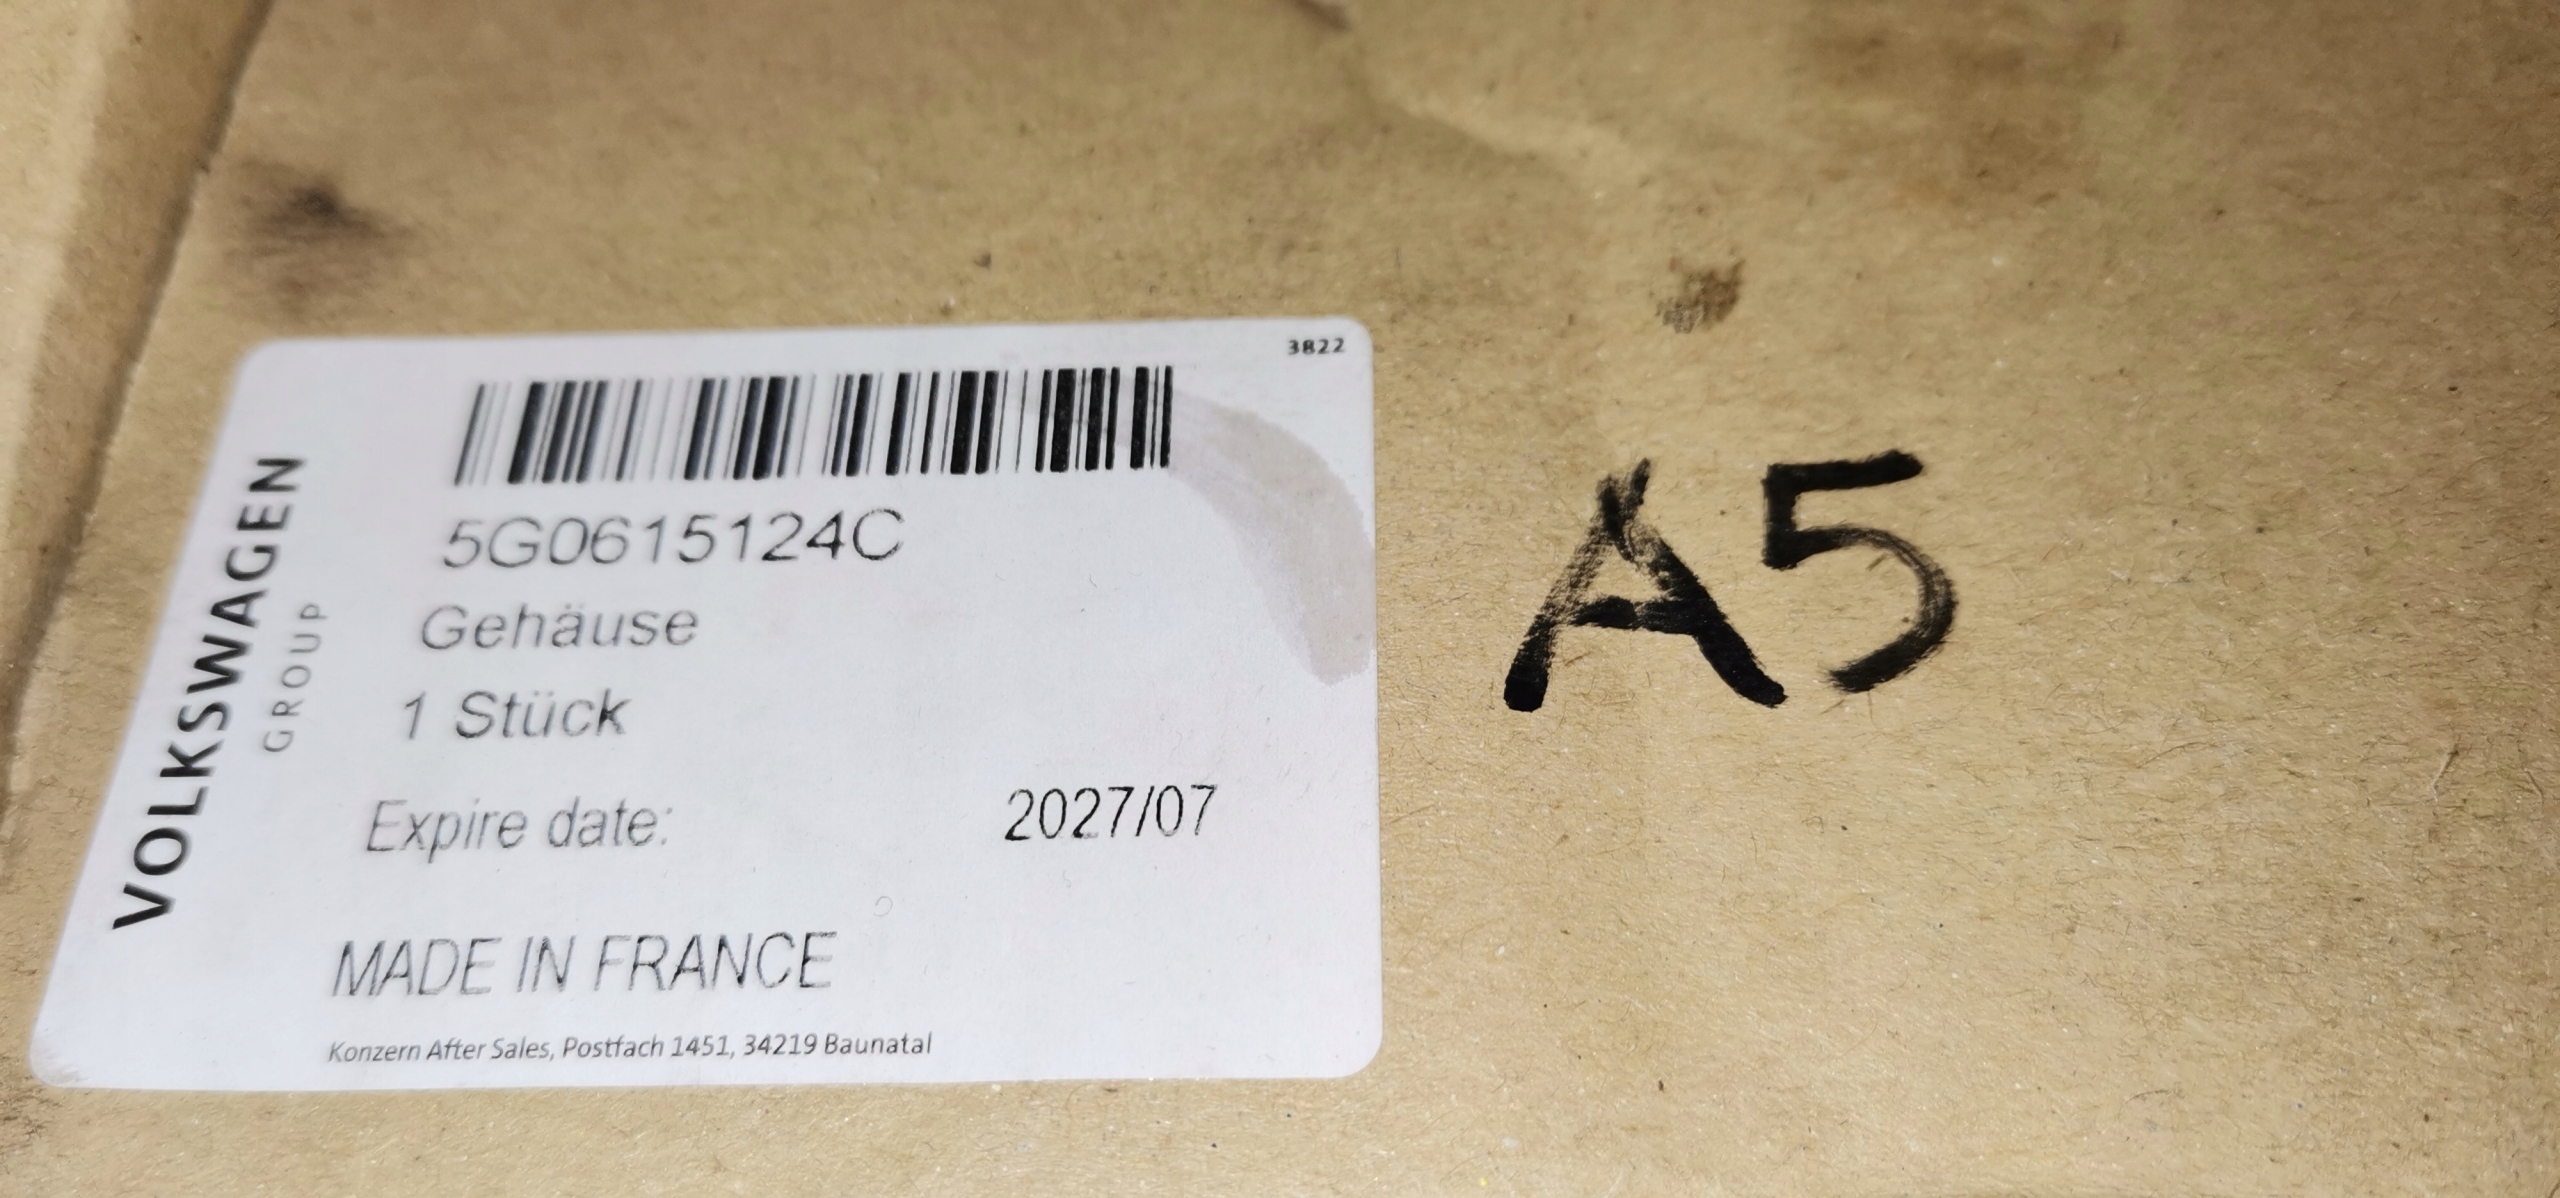 3822
VOLKSWAGEN
GROUP
5G0615124C
Gehäuse
1 Stück
Expire date: 2027/07
MADE IN FRANCE
Konzern After Sales, Postfach 1451, 34219 Baunatal
A5